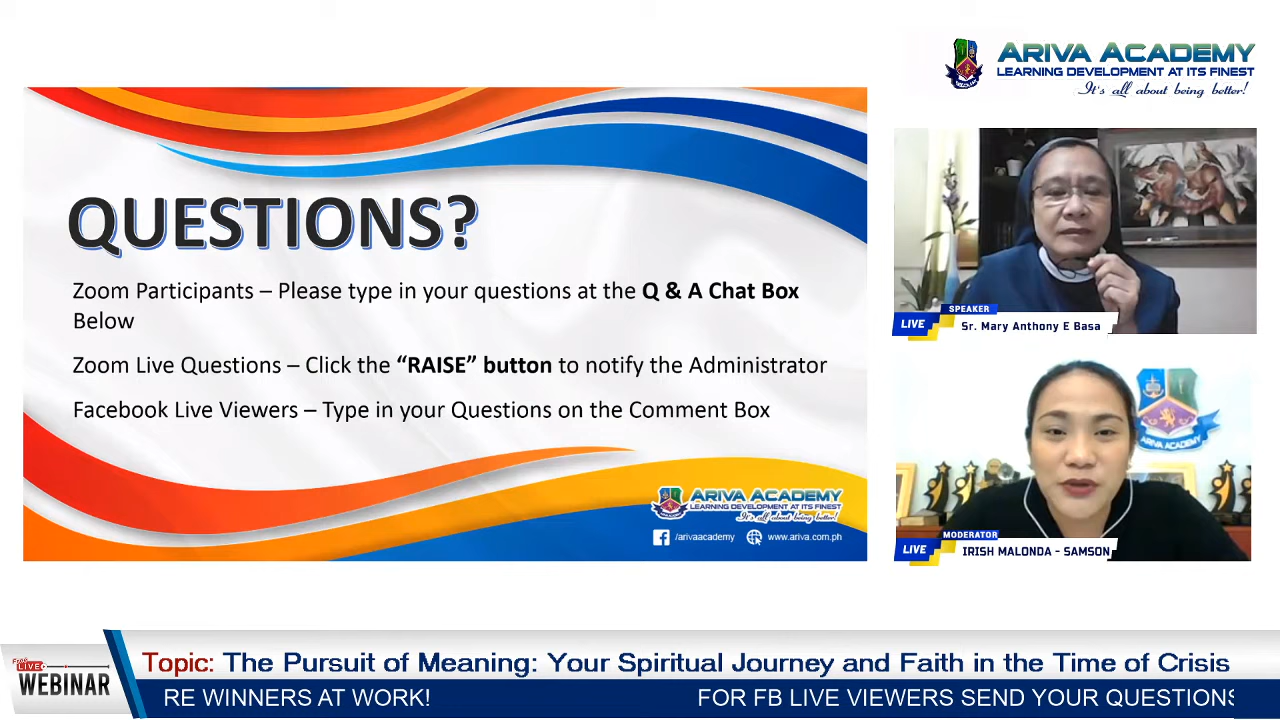 ARIVA ACADEMY
LEARNING DEVELOPMENT AT ITS FINEST
It's all about being better!
QUESTIONS?
Zoom Participants – Please type in your questions at the Q & A Chat Box
Below
Zoom Live Questions – Click the “RAISE” button to notify the Administrator
Facebook Live Viewers – Type in your Questions on the Comment Box
ARIVA ACADEMY
LEARNING DEVELOPMENT AT ITS FINEST
It's all about being better!
/arivaacademy www.ariva.com.ph
SPEAKER
LIVE Sr. Mary Anthony E Basa
ARIVA ACADEMY
MODERATOR
LIVE IRISH MALONDA - SAMSON
FREE
LIVE
WEBINAR
Topic: The Pursuit of Meaning: Your Spiritual Journey and Faith in the Time of Crisis
RE WINNERS AT WORK! FOR FB LIVE VIEWERS SEND YOUR QUESTIONS